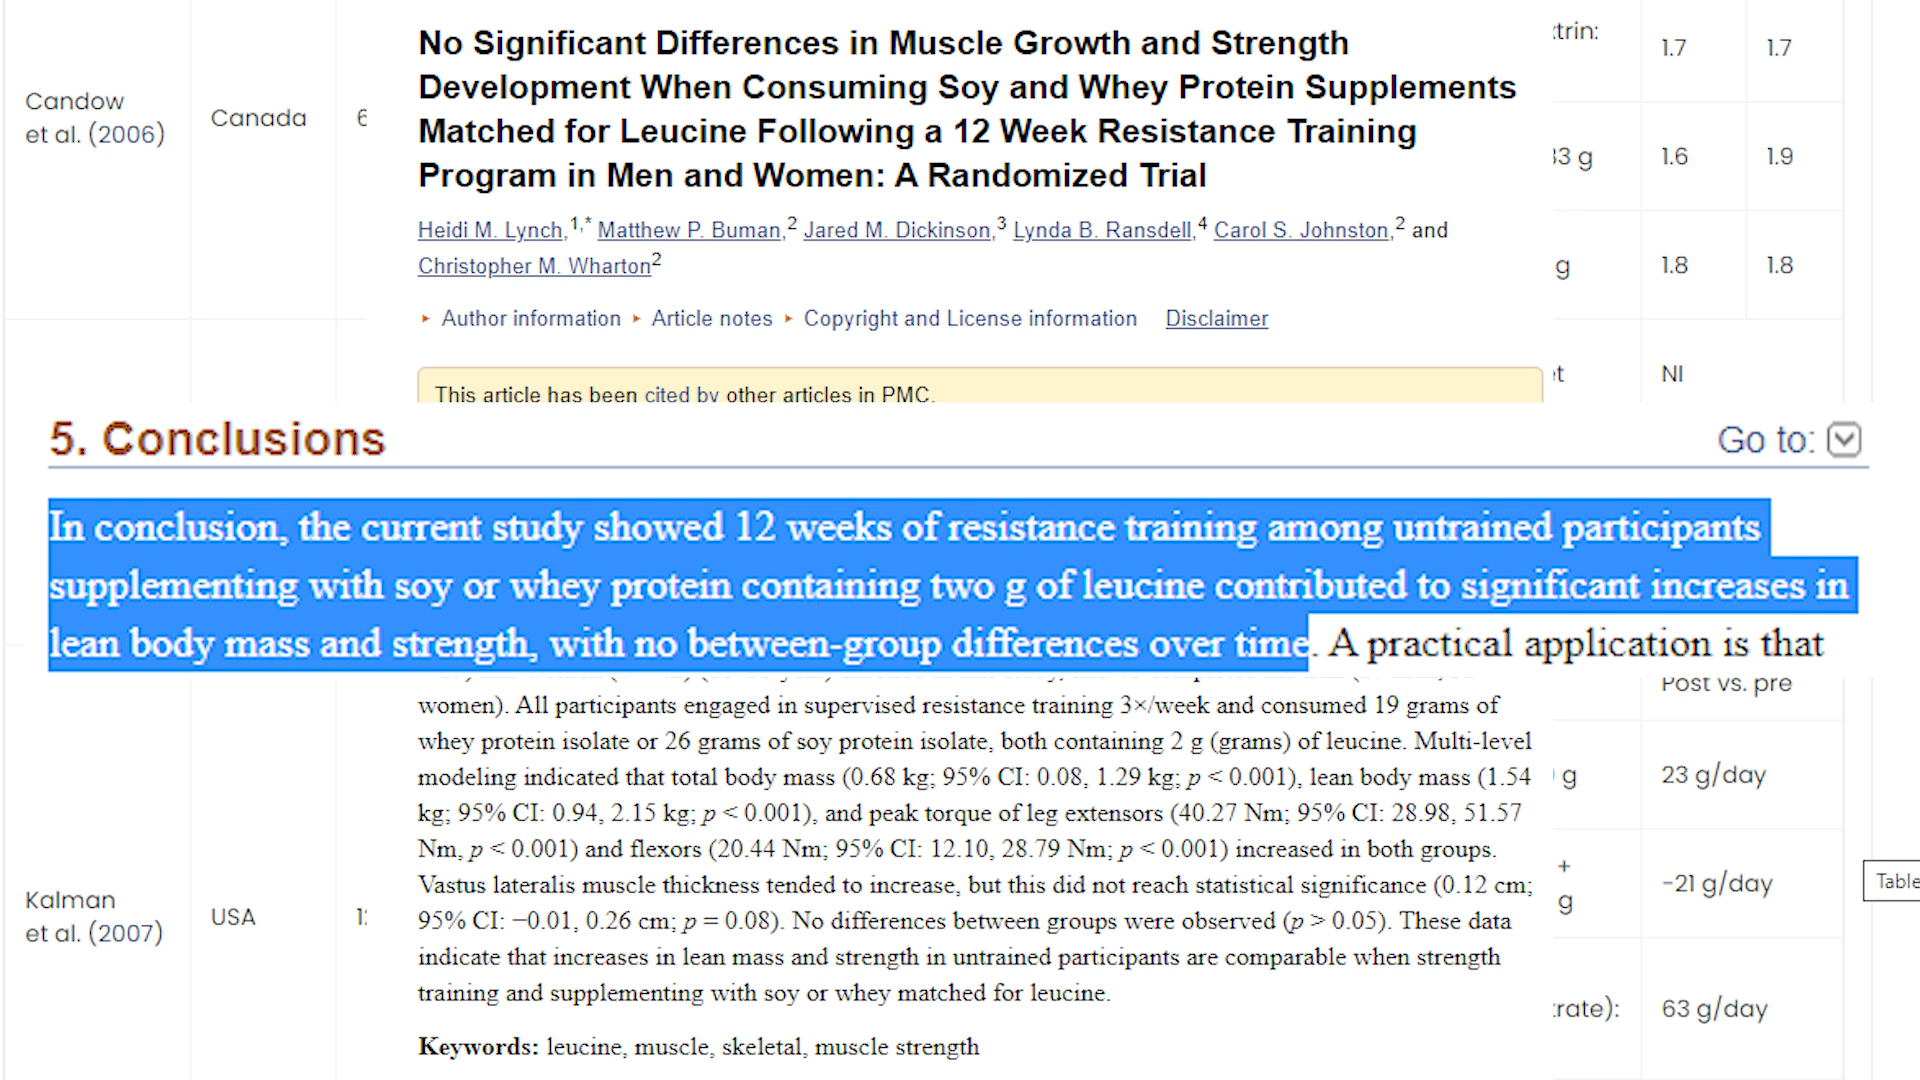 No Significant Differences in Muscle Growth and Strength
Development When Consuming Soy and Whey Protein Supplements
Matched for Leucine Following a 12 Week Resistance Training
Program in Men and Women: A Randomized Trial
Heidi M. Lynch,1,* Matthew P. Buman,2 Jared M. Dickinson,3 Lynda B. Ransdell,4 Carol S. Johnston,2 and
Christopher M. Wharton2
▸ Author information ▸ Article notes ▸ Copyright and License information Disclaimer
This article has been cited by other articles in PMC.
Candow
et al. (2006)
Canada
6
trin:
1.7 1.7
33 g 1.6 1.9
g 1.8 1.8
et NI
5. Conclusions
Go to:
In conclusion, the current study showed 12 weeks of resistance training among untrained participants
supplementing with soy or whey protein containing two g of leucine contributed to significant increases in
lean body mass and strength, with no between-group differences over time. A practical application is that
women). All participants engaged in supervised resistance training 3×/week and consumed 19 grams of
whey protein isolate or 26 grams of soy protein isolate, both containing 2 g (grams) of leucine. Multi-level
modeling indicated that total body mass (0.68 kg; 95% CI: 0.08, 1.29 kg; p < 0.001), lean body mass (1.54
kg; 95% CI: 0.94, 2.15 kg; p < 0.001), and peak torque of leg extensors (40.27 Nm; 95% CI: 28.98, 51.57
Nm, p < 0.001) and flexors (20.44 Nm; 95% CI: 12.10, 28.79 Nm; p < 0.001) increased in both groups.
Vastus lateralis muscle thickness tended to increase, but this did not reach statistical significance (0.12 cm;
95% CI: −0.01, 0.26 cm; p = 0.08). No differences between groups were observed (p > 0.05). These data
indicate that increases in lean mass and strength in untrained participants are comparable when strength
training and supplementing with soy or whey matched for leucine.
Keywords: leucine, muscle, skeletal, muscle strength
Kalman
et al. (2007)
USA
12
Post vs. pre
g 23 g/day
+
g
−21 g/day
rate): 63 g/day
Table